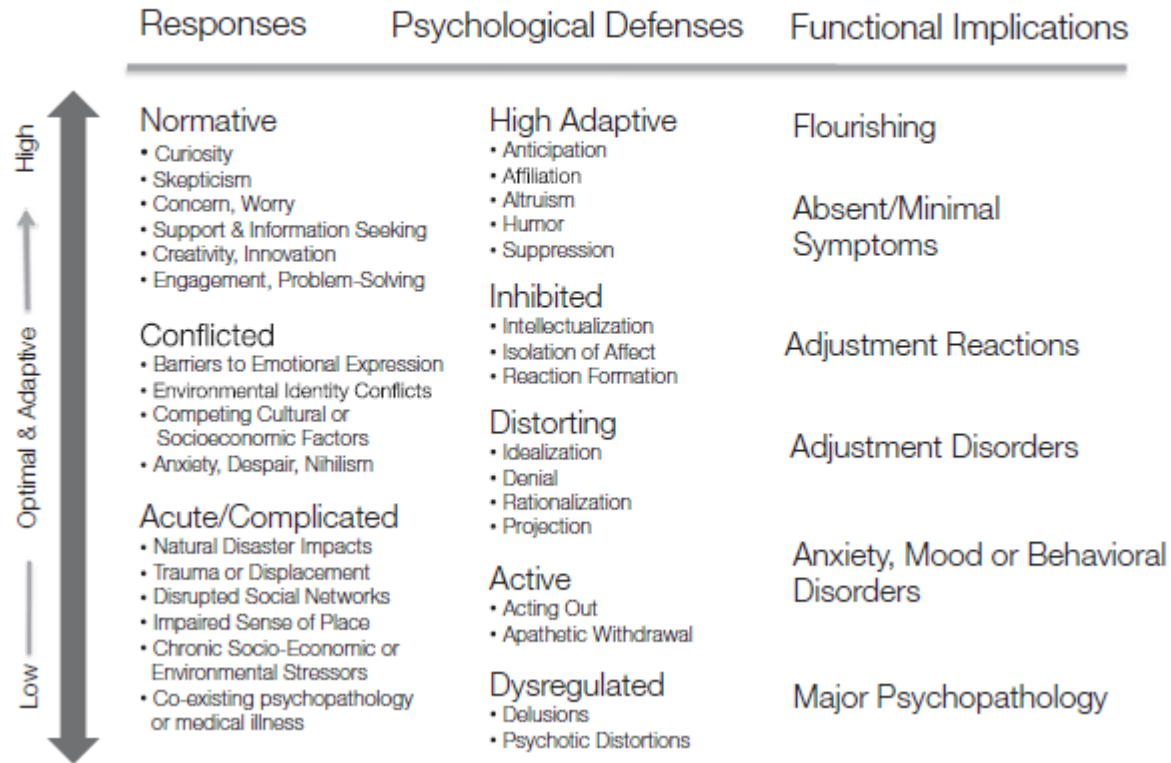 Responses
Psychological Defenses
Functional Implications
High
Optimal & Adaptive
Low
Normative
• Curiosity
• Skepticism
• Concern, Worry
• Support & Information Seeking
• Creativity, Innovation
• Engagement, Problem-Solving
Conflicted
• Barriers to Emotional Expression
• Environmental Identity Conflicts
• Competing Cultural or
Socioeconomic Factors
• Anxiety, Despair, Nihilism
Acute/Complicated
• Natural Disaster Impacts
• Trauma or Displacement
• Disrupted Social Networks
• Impaired Sense of Place
• Chronic Socio-Economic or
Environmental Stressors
• Co-existing psychopathology
or medical illness
High Adaptive
• Anticipation
• Affiliation
• Altruism
• Humor
• Suppression
Inhibited
• Intellectualization
• Isolation of Affect
• Reaction Formation
Distorting
• Idealization
• Denial
• Rationalization
• Projection
Active
• Acting Out
• Apathetic Withdrawal
Dysregulated
• Delusions
• Psychotic Distortions
Flourishing
Absent/Minimal
Symptoms
Adjustment Reactions
Adjustment Disorders
Anxiety, Mood or Behavioral
Disorders
Major Psychopathology